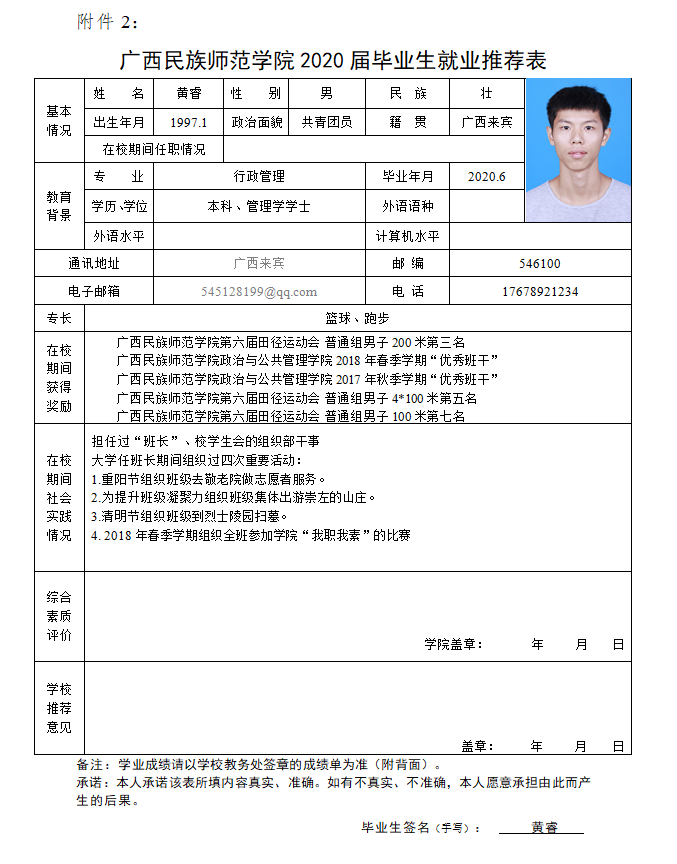 附件 2：
广西民族师范学院 2020 届毕业生就业推荐表
基本情况
姓 名 黄睿 性 别 男 民 族 壮
出生年月 1997.1 政治面貌 共青团员 籍 贯 广西来宾
在校期间任职情况
教育背景
专 业 行政管理 毕业年月 2020.6
学历、学位 本科、管理学学士 外语语种
外语水平 计算机水平
通讯地址 广西来宾 邮 编 546100
电子邮箱 545128199@qq.com 电 话 17678921234
专长 篮球、跑步
在校期间获得奖励
广西民族师范学院第六届田径运动会 普通组男子 200 米第三名
广西民族师范学院政治与公共管理学院 2018 年春季学期“优秀班干”
广西民族师范学院政治与公共管理学院 2017 年秋季学期“优秀班干”
广西民族师范学院第六届田径运动会 普通组男子 4*100 米第五名
广西民族师范学院第六届田径运动会 普通组男子 100 米第七名
在校期间社会实践情况
担任过“班长”、校学生会的组织部干事
大学任班长期间组织过四次重要活动：
1.重阳节组织班级去敬老院做志愿者服务。
2.为提升班级凝聚力组织班级集体出游崇左的山庄。
3.清明节组织班级到烈士陵园扫墓。
4. 2018 年春季学期组织全班参加学院“我职我素”的比赛
综合素质评价
学院盖章： 年 月 日
学校推荐意见
盖章： 年 月 日
备注：学业成绩请以学校教务处签章的成绩单为准（附背面）。
承诺：本人承诺该表所填内容真实、准确。如有不真实、不准确，本人愿意承担由此而产
生的后果。
毕业生签名（手写）： 黄睿